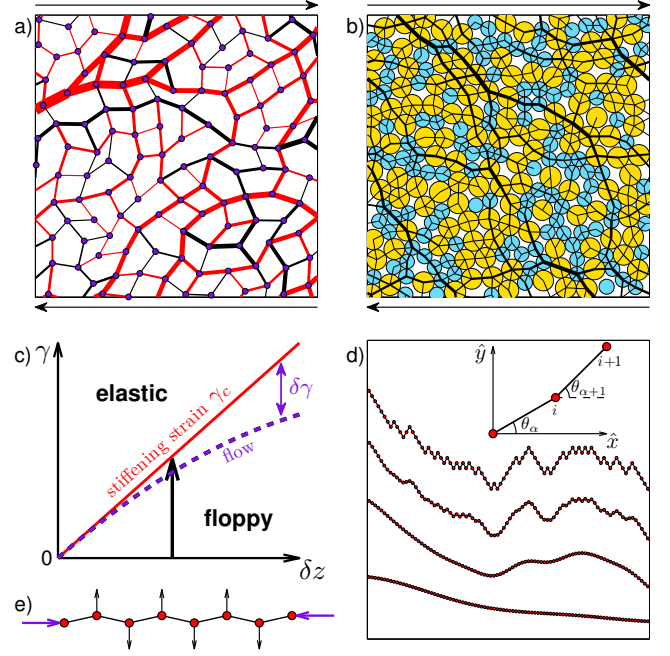 a)
b)
c)
γ
elastic
stiffening strain γc
δγ
flow
floppy
0
δz
d)
ŷ
i+1
θα+1
i
θα
x̂
e)